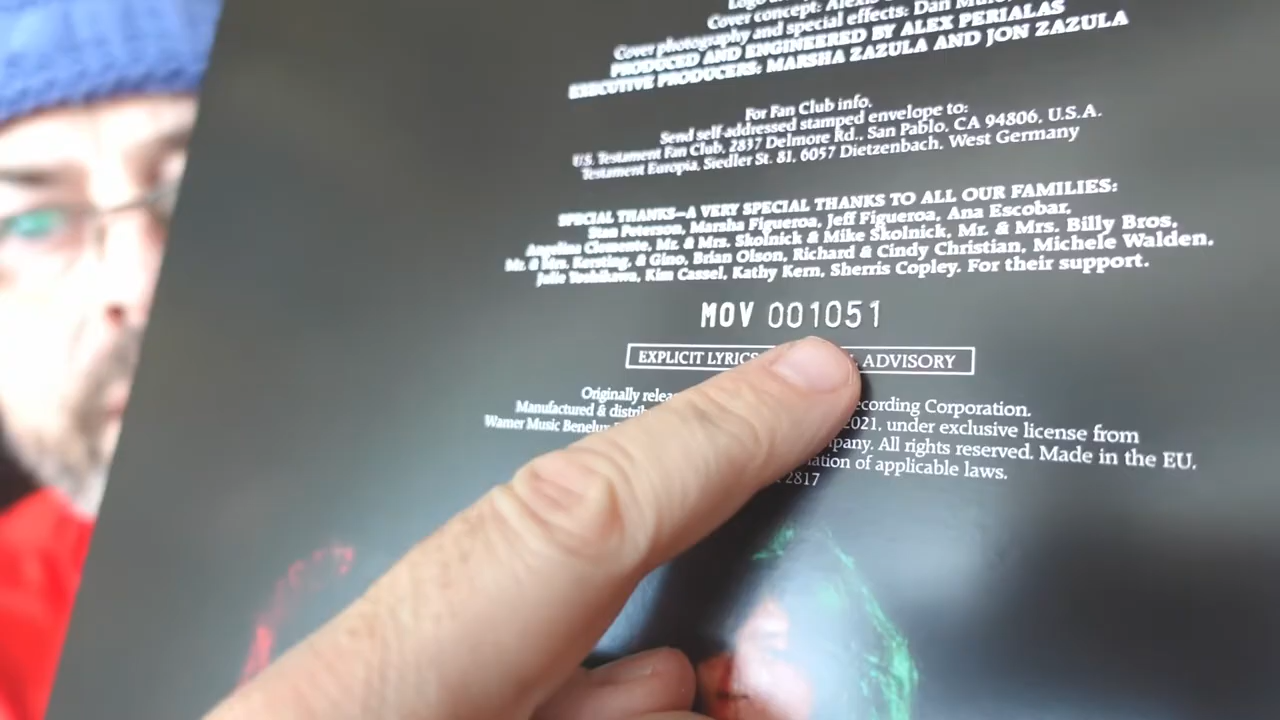 Cover concept: Alexis
Cover photography and special effects: Dan
PRODUCED AND ENGINEERED BY ALEX PERIALAS
EXECUTIVE PRODUCERS: MARSHA ZAZULA AND JON ZAZULA
For Fan Club info.
Send self-addressed stamped envelope to:
U.S. Testament Fan Club, 2837 Delmore Rd., San Pablo, CA 94806, U.S.A.
Testament Europia, Siedler St. 81, 6057 Dietzenbach, West Germany
SPECIAL THANKS—A VERY SPECIAL THANKS TO ALL OUR FAMILIES:
Stan Peterson, Marsha Figueroa, Jeff Figueroa, Ana Escobar,
Angelina Clemente, Mr. & Mrs. Skolnick & Mike Skolnick, Mr. & Mrs. Billy Bros,
Mr. & Mrs. Kersting, & Gino, Brian Olson, Richard & Cindy Christian, Michele Walden.
Julie Yoshikawa, Kim Cassel, Kathy Kern, Sherris Copley. For their support.
MOV 001051
EXPLICIT LYRICS ADVISORY
Originally ecording Corporation.
Manufactured & 2021, under exclusive license from
Warner Music Benelux All rights reserved. Made in the EU.
of applicable laws.
2817